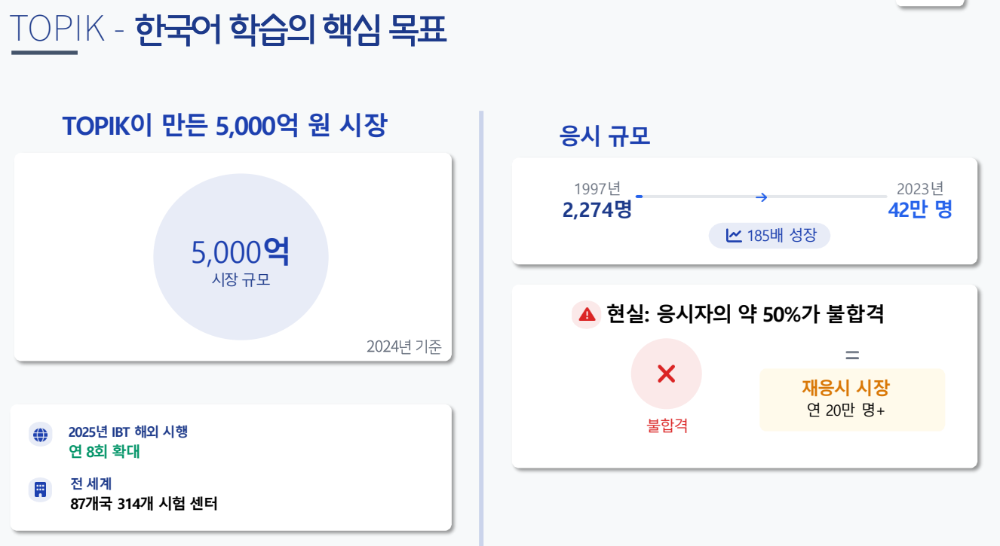 TOPIK - 한국어 학습의 핵심 목표
TOPIK이 만든 5,000억 원 시장
5,000억
시장 규모
2024년 기준
2025년 IBT 해외 시행
연 8회 확대
전 세계
87개국 314개 시험 센터
응시 규모
1997년
2,274명
2023년
42만 명
185배 성장
현실: 응시자의 약 50%가 불합격
불합격
=
재응시 시장
연 20만 명+